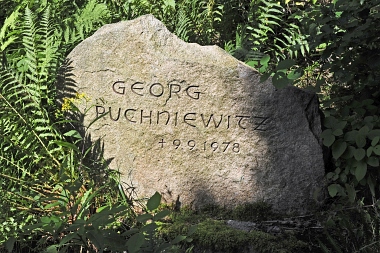 GEORG
PUCHNIEWITZ
† 9.9.1978